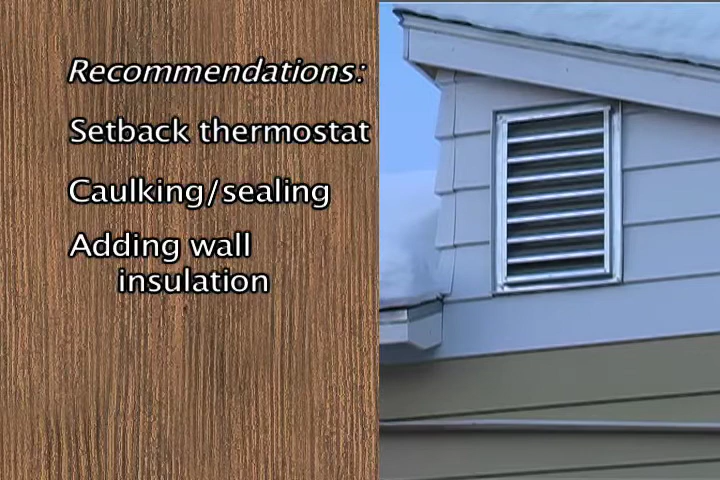 Recommendations:
Setback thermostat
Caulking/sealing
Adding wall
insulation